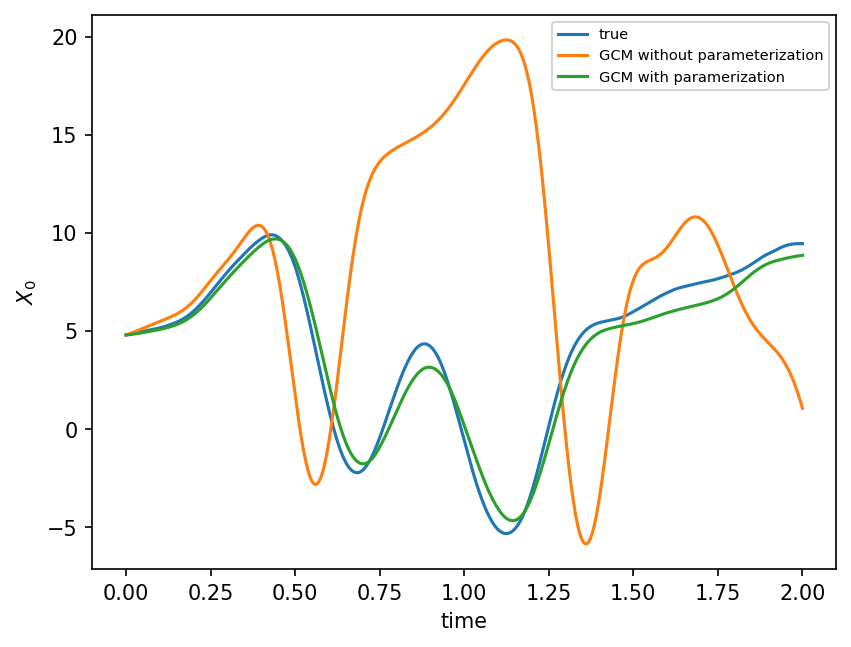 true
GCM without parameterization
GCM with paramerization
20
15
10
5
0
−5
X₀
0.00 0.25 0.50 0.75 1.00 1.25 1.50 1.75 2.00
time